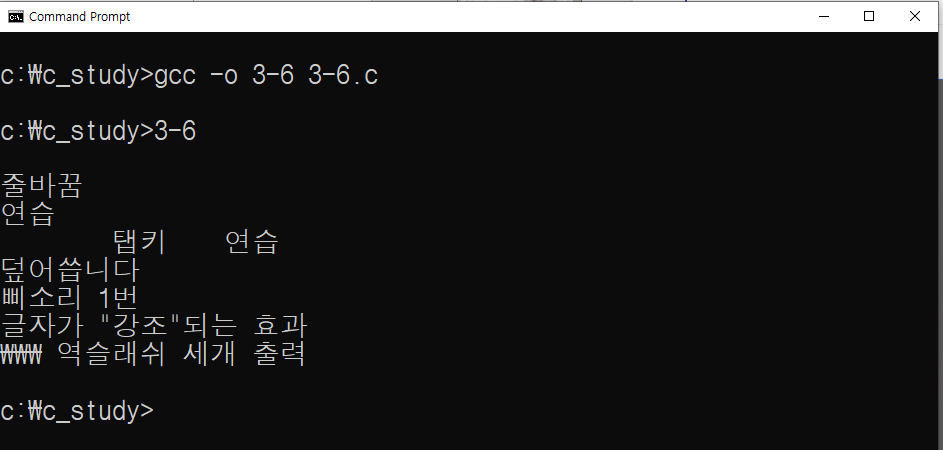 Command Prompt
c:₩c_study>gcc -o 3-6 3-6.c
c:₩c_study>3-6
줄바꿈
연습
탭키 연습
덮어씁니다
삐소리 1번
글자가 "강조"되는 효과
₩₩₩ 역슬래쉬 세개 출력
c:₩c_study>